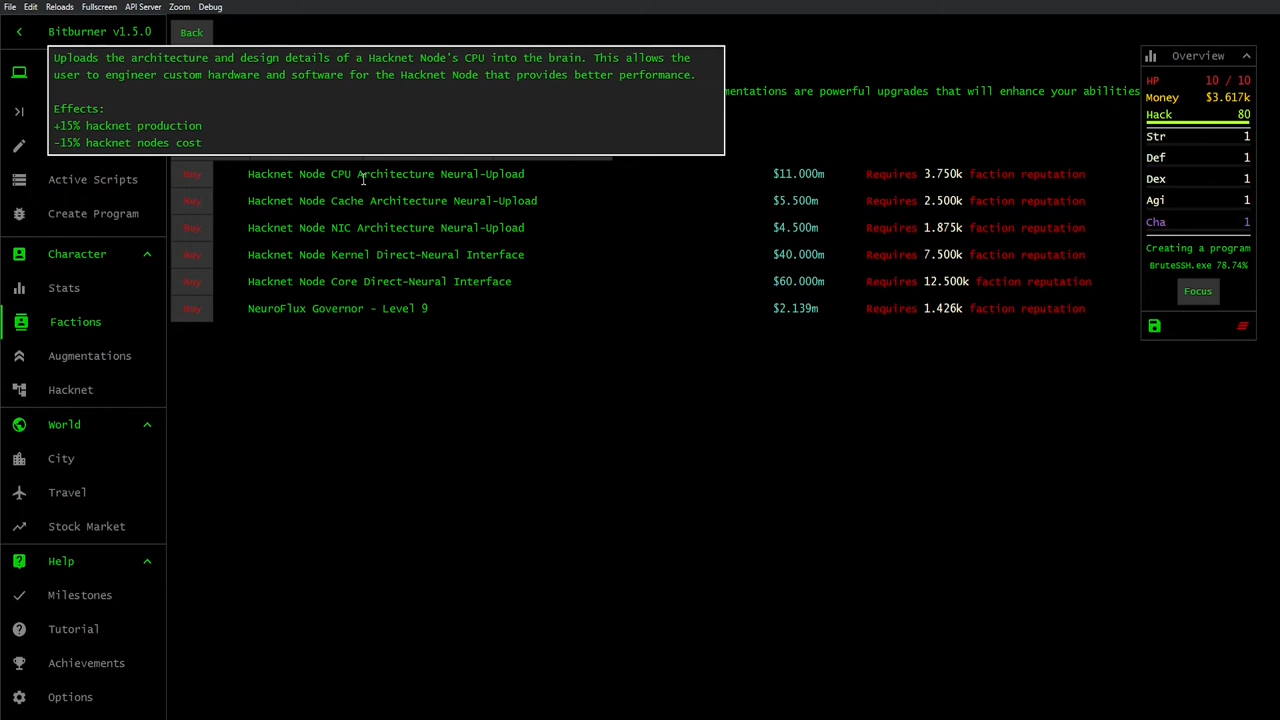 File Edit Reloads Fullscreen API Server Zoom Debug
Bitburner v1.5.0
Active Scripts
Create Program
Character
Stats
Factions
Augmentations
Hacknet
World
City
Travel
Stock Market
Help
Milestones
Tutorial
Achievements
Options
Back
Uploads the architecture and design details of a Hacknet Node's CPU into the brain. This allows the
user to engineer custom hardware and software for the Hacknet Node that provides better performance.
Effects:
+15% hacknet production
-15% hacknet nodes cost
mentations are powerful upgrades that will enhance your abilities
Buy Hacknet Node CPU Architecture Neural-Upload $11.000m Requires 3.750k faction reputation
Buy Hacknet Node Cache Architecture Neural-Upload $5.500m Requires 2.500k faction reputation
Buy Hacknet Node NIC Architecture Neural-Upload $4.500m Requires 1.875k faction reputation
Buy Hacknet Node Kernel Direct-Neural Interface $40.000m Requires 7.500k faction reputation
Buy Hacknet Node Core Direct-Neural Interface $60.000m Requires 12.500k faction reputation
Buy NeuroFlux Governor - Level 9 $2.139m Requires 1.426k faction reputation
Overview
HP 10 / 10
Money $3.617k
Hack 80
Str 1
Def 1
Dex 1
Agi 1
Cha 1
Creating a program
BruteSSH.exe 78.74%
Focus